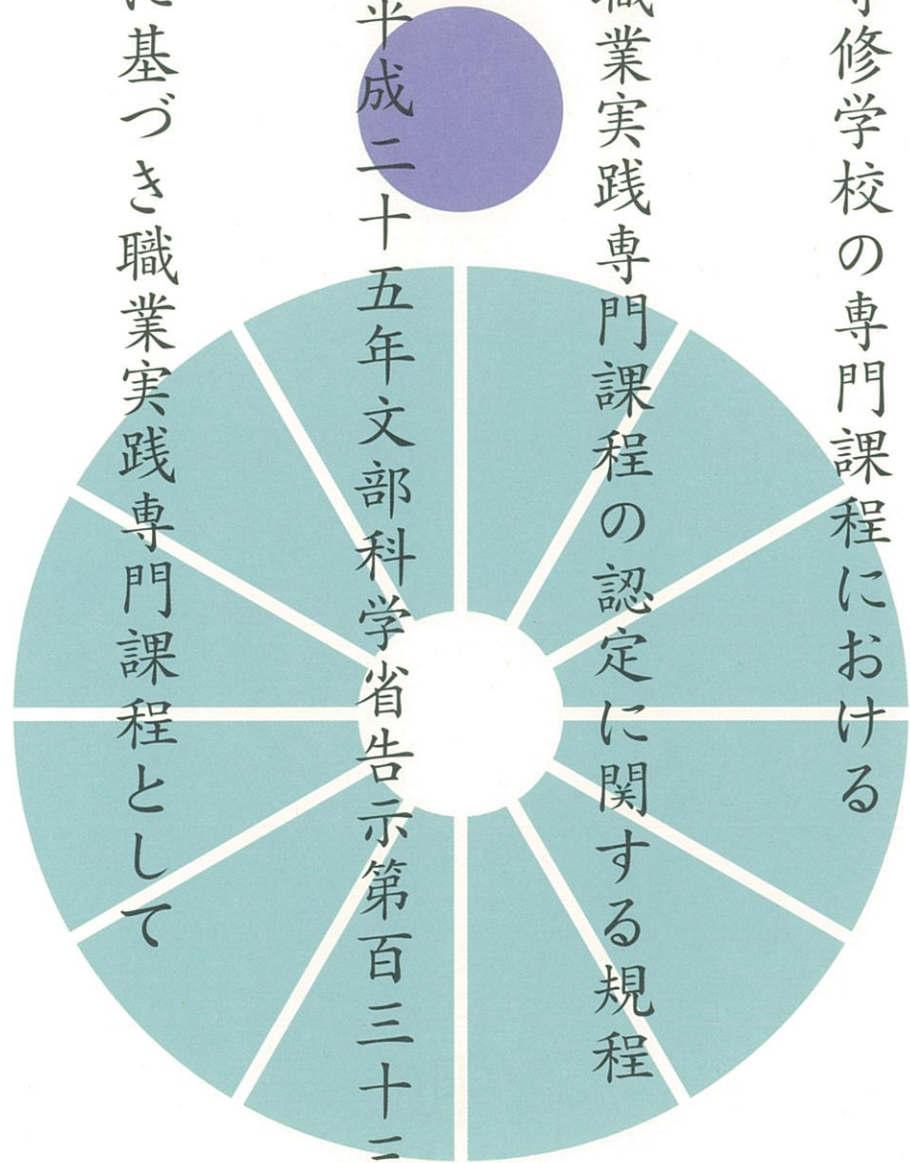 修学校の専門課程における
業実践専門課程の認定に関する規程
成二十五年文部科学省告示第百三十
基づき職業実践専門課程として